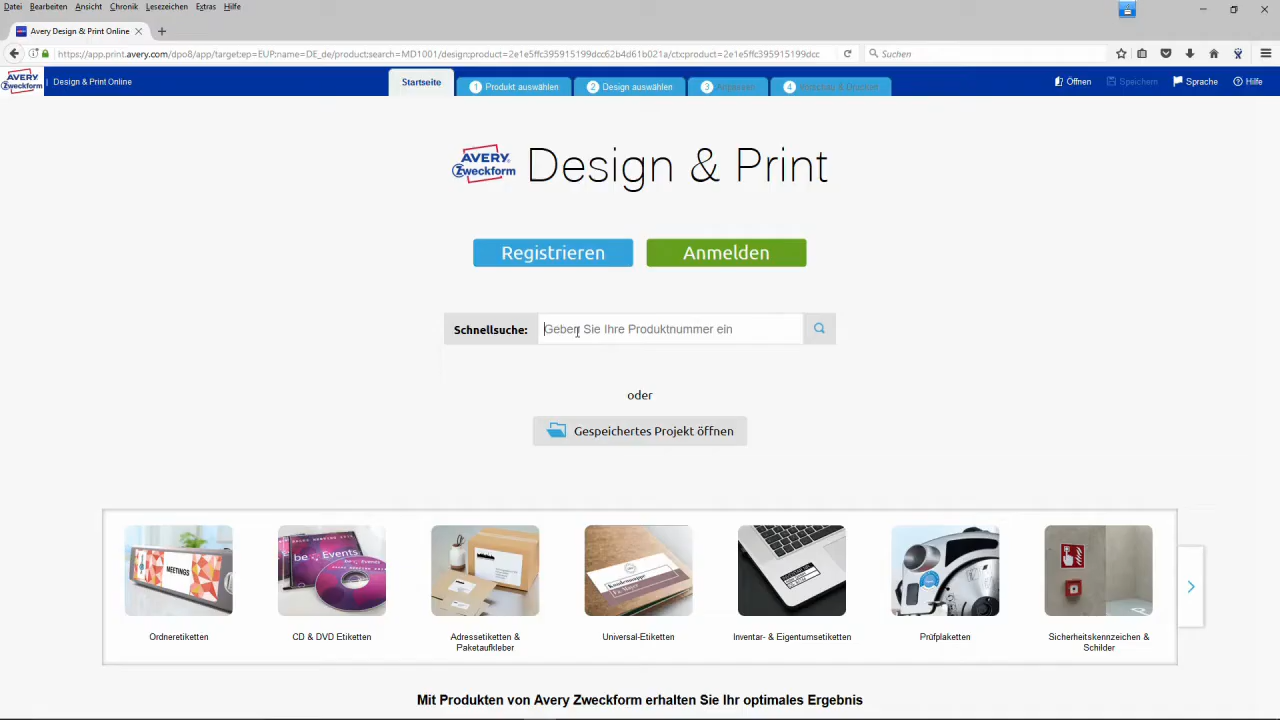 Datei Bearbeiten Ansicht Chronik Lesezeichen Extras Hilfe
Avery Design & Print Online
https://app.print.avery.com/dpo8/app/target:ep=EUP:name=DE_de/product:search=MD1001/design:product=2e1e5ffc395915199dcc62b4d61b021a/ctx:product=2e1e5ffc395915199dcc
Suchen
AVERY
Zweckform
Design & Print Online
Startseite
1 Produkt auswählen
2 Design auswählen
3
4
Öffnen
Speichern
Sprache
Hilfe
AVERY
Zweckform
Design & Print
Registrieren
Anmelden
Schnellsuche:
Geben Sie Ihre Produktnummer ein
oder
Gespeichertes Projekt öffnen
MEETINGS
Ordneretiketten
CD & DVD Etiketten
Adressetiketten &
Paketaufkleber
Kundenmappe
Universal-Etiketten
Inventar- & Eigentumsetiketten
Prüfplaketten
Sicherheitskennzeichen &
Schilder
Mit Produkten von Avery Zweckform erhalten Sie Ihr optimales Ergebnis